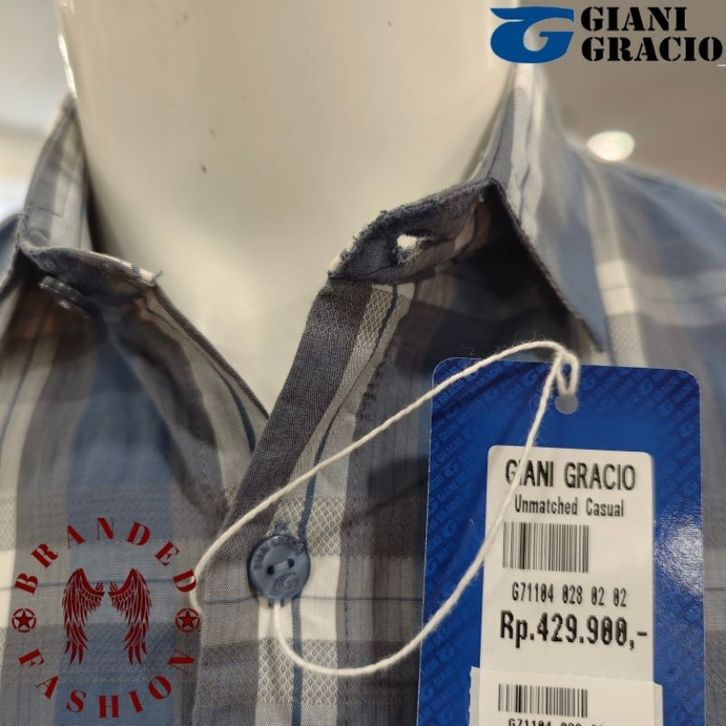 GIANI
GRACIO
GIANI GRACIO
Unmatched Casual
G71104 028 02 02
Rp.429.900,-
BRANDED
FASHION